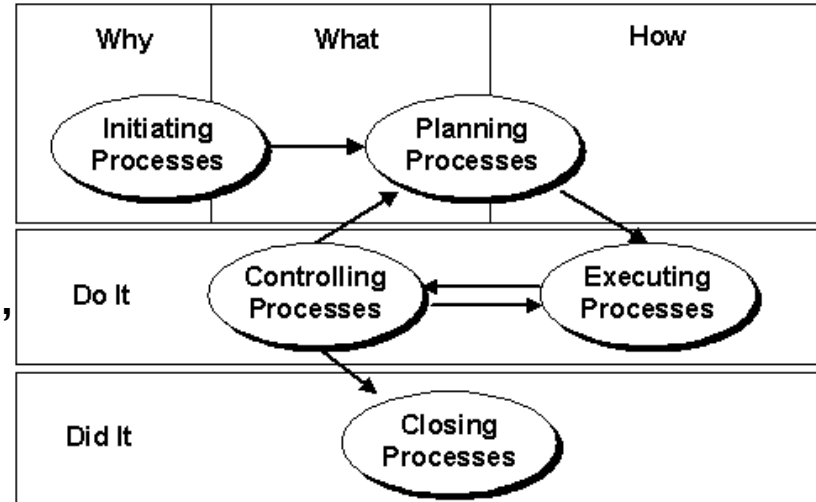 Why
What
How
Initiating
Processes
Planning
Processes
,
Do It
Controlling
Processes
Executing
Processes
Did It
Closing
Processes